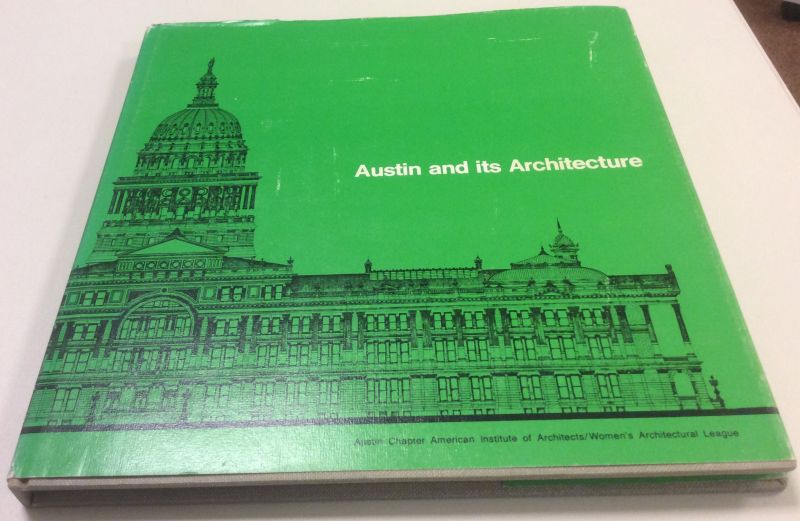 Austin and its Architecture
Austin Chapter American Institute of Architects/Women's Architectural League